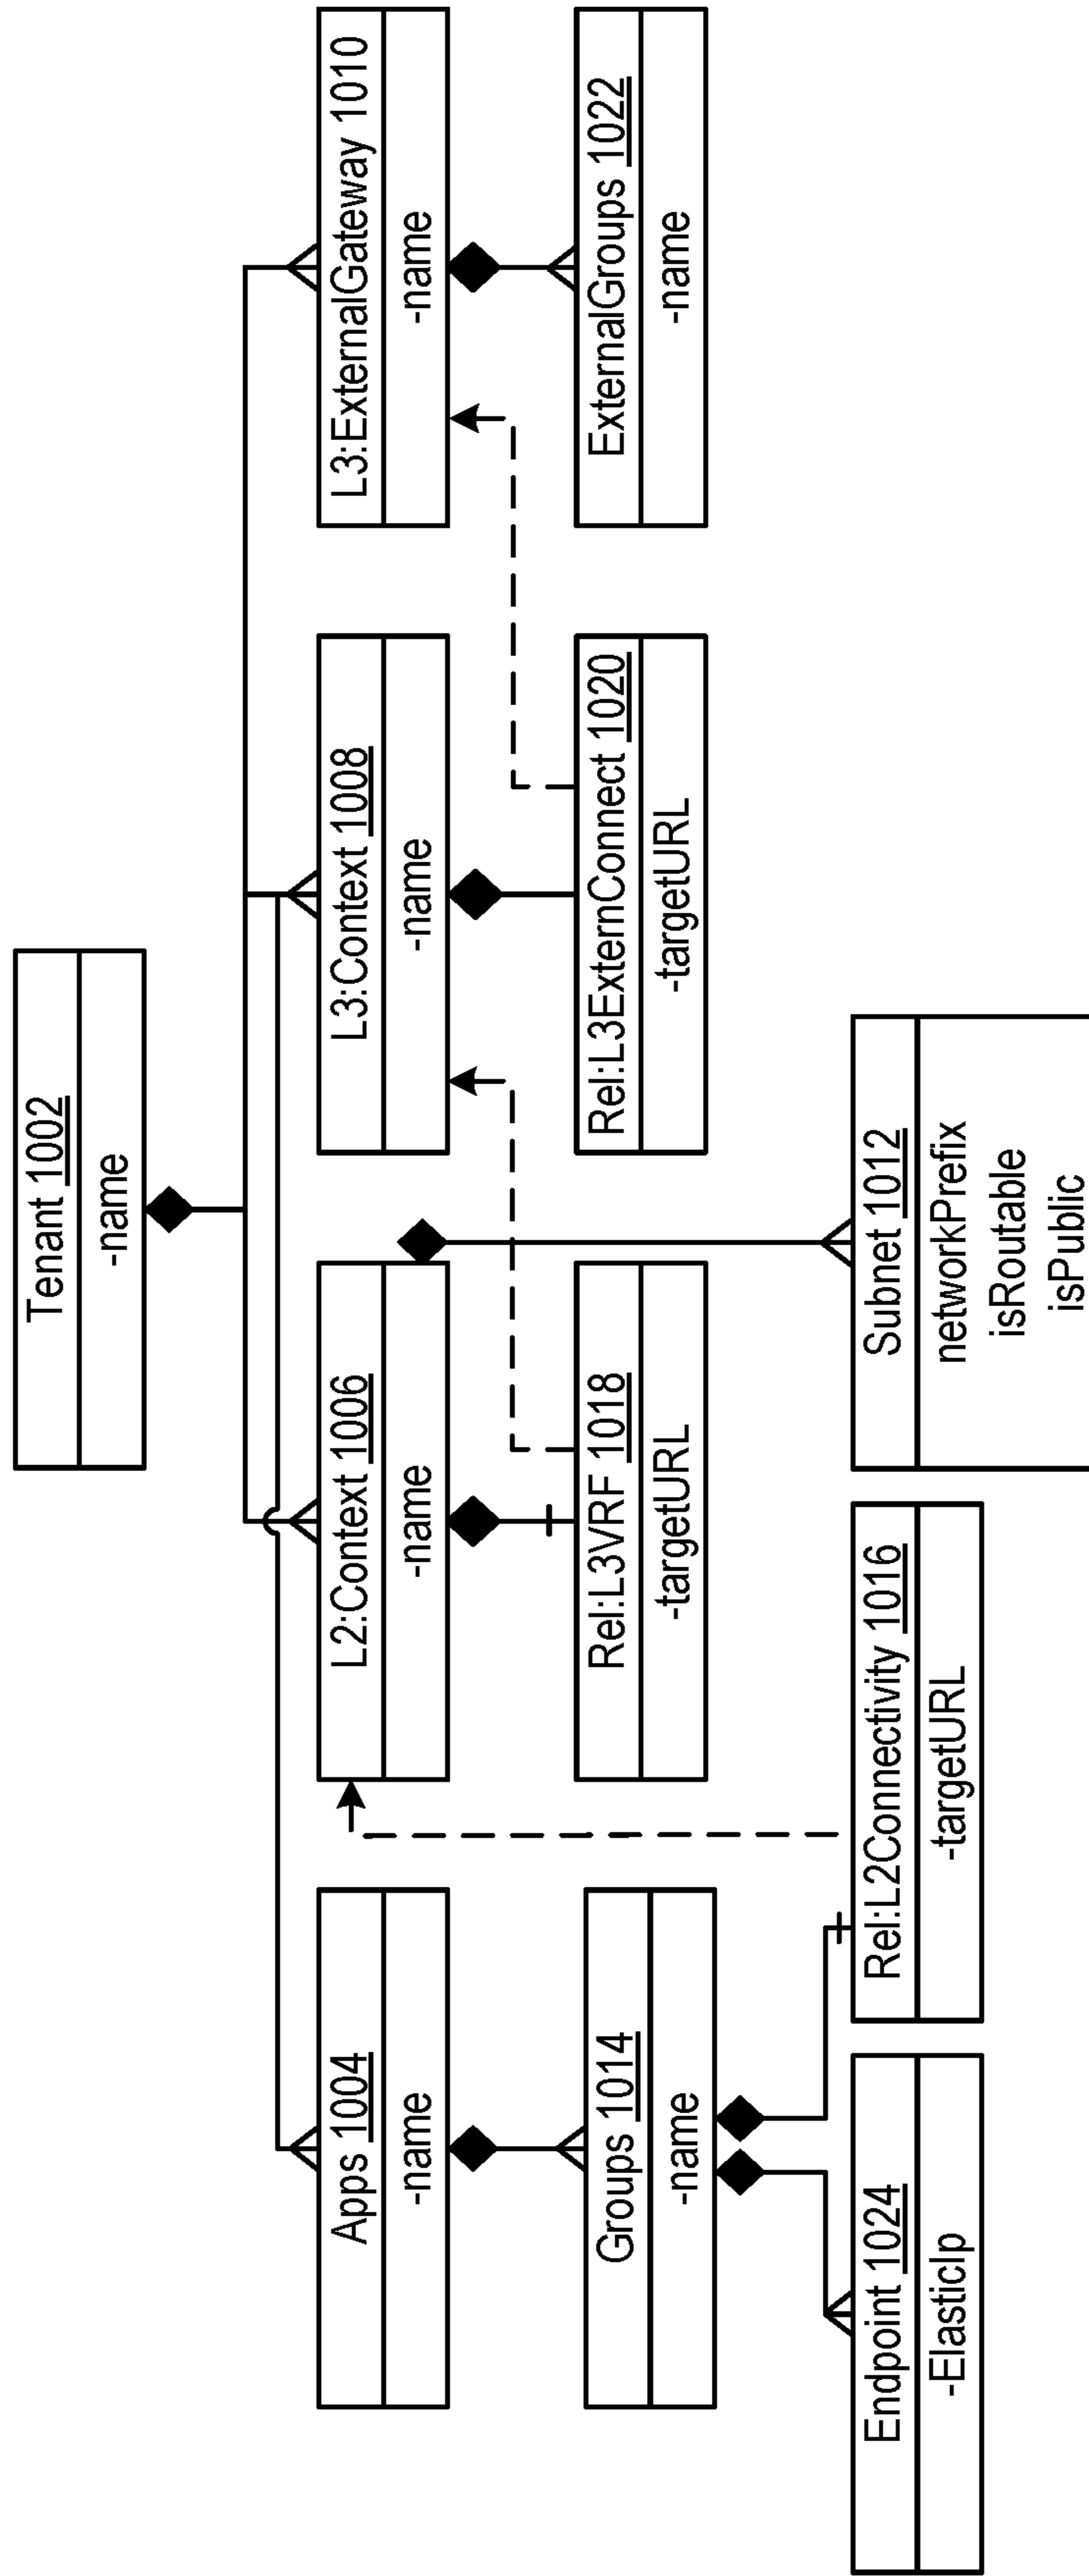 Tenant 1002
-name
Apps 1004
-name
L2:Context 1006
-name
L3:Context 1008
-name
L3:ExternalGateway 1010
-name
Groups 1014
-name
Rel:L3VRF 1018
-targetURL
Rel:L3ExternConnect 1020
-targetURL
ExternalGroups 1022
-name
Endpoint 1024
-ElasticIp
Rel:L2Connectivity 1016
-targetURL
Subnet 1012
networkPrefix
isRoutable
isPublic